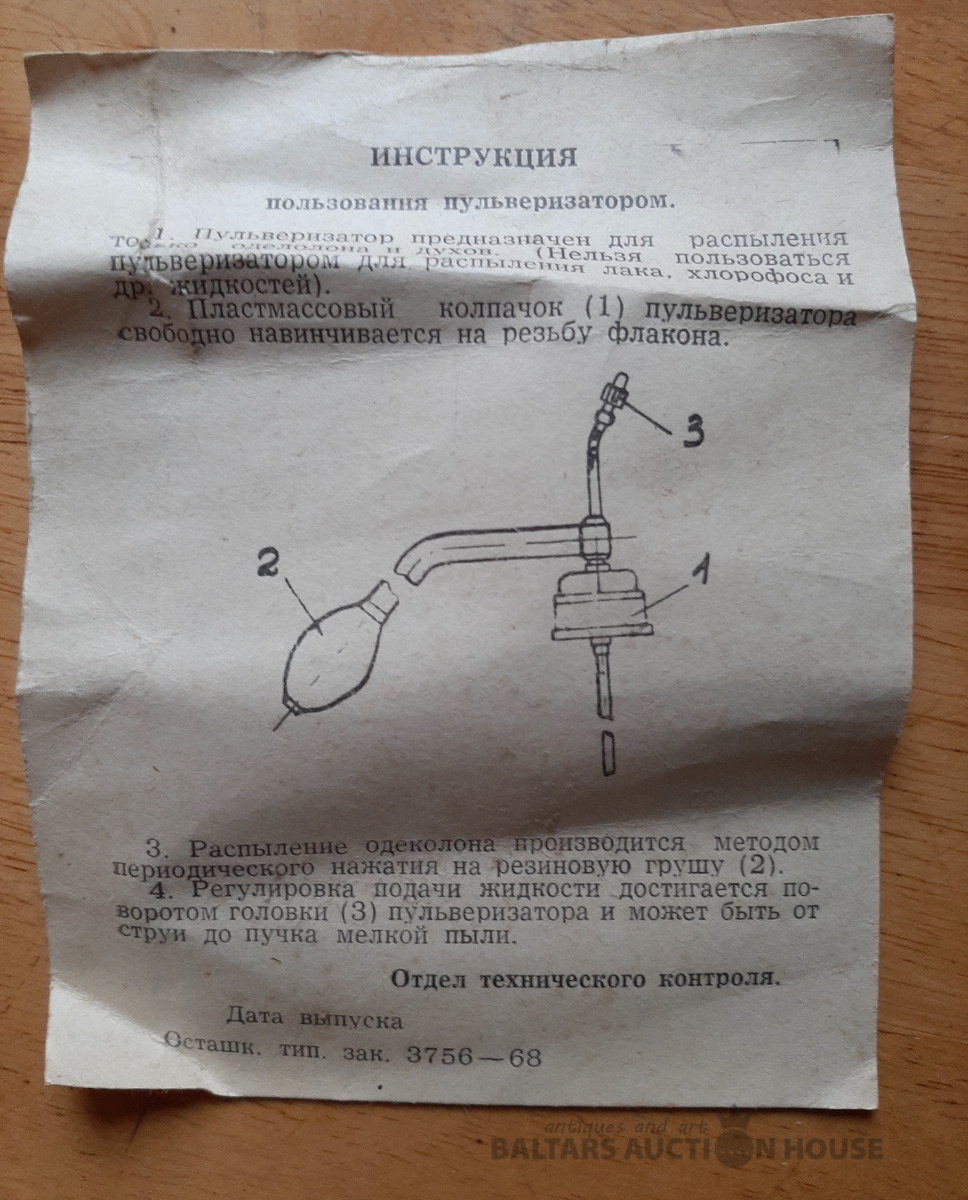 ИНСТРУКЦИЯ
пользования пульверизатором.
1. Пульверизатор предназначен для распыления
только одеколона и духов. (Нельзя пользоваться
пульверизатором для распыления лака, хлорофоса и
др. жидкостей).
2. Пластмассовый колпачок (1) пульверизатора
свободно навинчивается на резьбу флакона.
3
2
1
3. Распыление одеколона производится методом
периодического нажатия на резиновую грушу (2).
4. Регулировка подачи жидкости достигается по-
воротом головки (3) пульверизатора и может быть от
струи до пучка мелкой пыли.
Отдел технического контроля.
Дата выпуска
Осташк. тип. зак. 3756—68
antiques and art
BALTARS AUCTION HOUSE